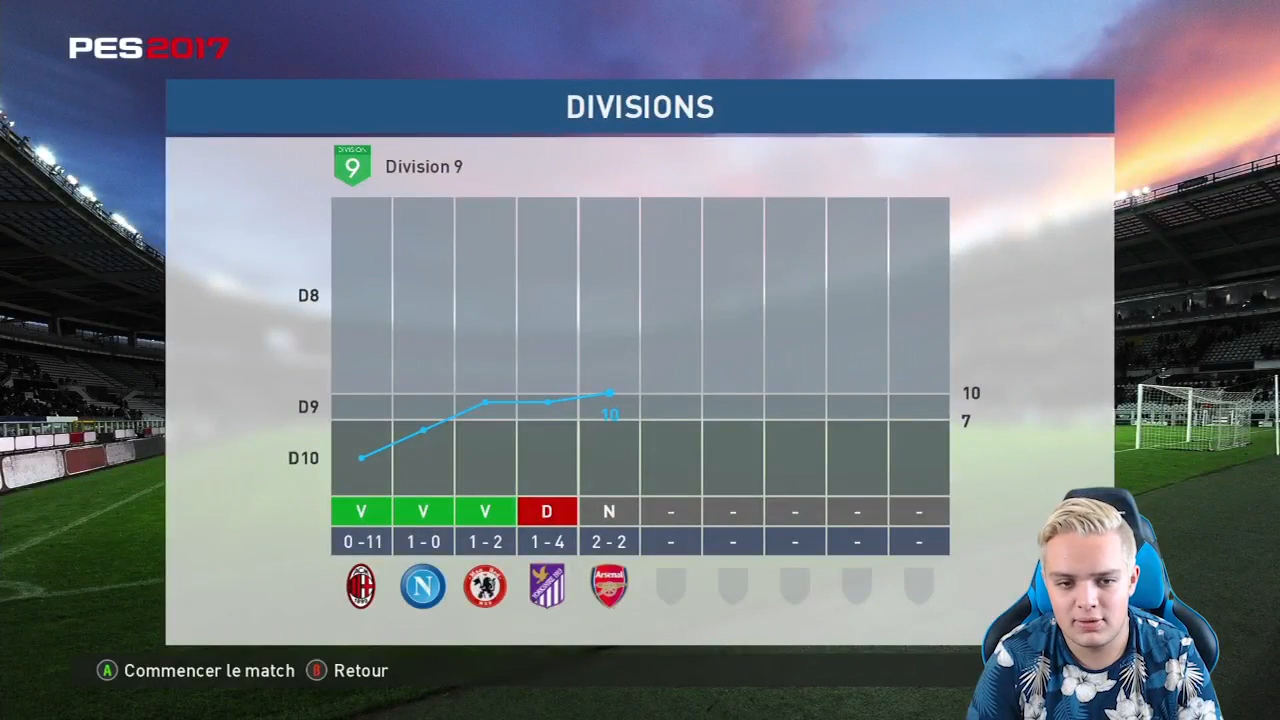 PES2017
DIVISIONS
DIVISION
9
Division 9
D8
D9
D10
10
7
10
V V V D N - - - - -
0 - 11 1 - 0 1 - 2 1 - 4 2 - 2 - - - - -
N
Arsenal
A Commencer le match B Retour